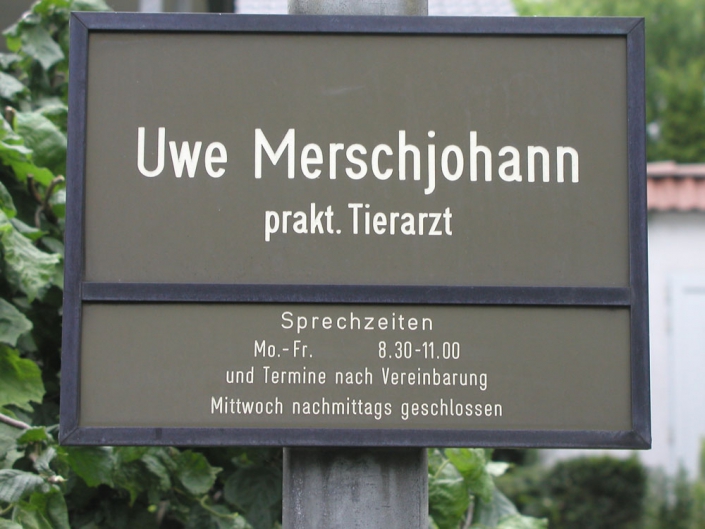 Uwe Merschjohann
prakt. Tierarzt
Sprechzeiten
Mo.-Fr. 8.30-11.00
und Termine nach Vereinbarung
Mittwoch nachmittags geschlossen